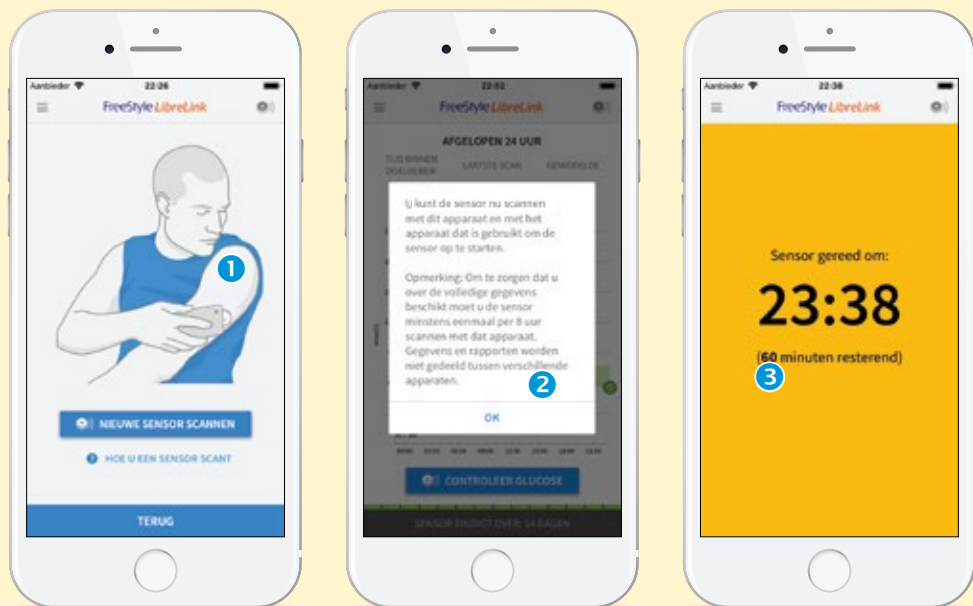 Aanbieder 22:26
FreeStyle LibreLink
1
NIEUWE SENSOR SCANNEN
? HOE U EEN SENSOR SCANT
TERUG
Aanbieder 22:52
FreeStyle LibreLink
AFGELOPEN 24 UUR
TIJD BINNEN
DOELBEREIK
LAATSTE SCAN
GEMIDDELDE
U kunt de sensor nu scannen
met dit apparaat en met het
apparaat dat is gebruikt om de
sensor op te starten.
Opmerking: Om te zorgen dat u
over de volledige gegevens
beschikt moet u de sensor
minstens eenmaal per 8 uur
scannen met dat apparaat.
Gegevens en rapporten worden
niet gedeeld tussen verschillende
apparaten.
2
OK
CONTROLEER GLUCOSE
SENSOR EINDIGT OVER: 14 DAGEN
Aanbieder 22:38
FreeStyle LibreLink
Sensor gereed om:
23:38
(60 minuten resterend)
3